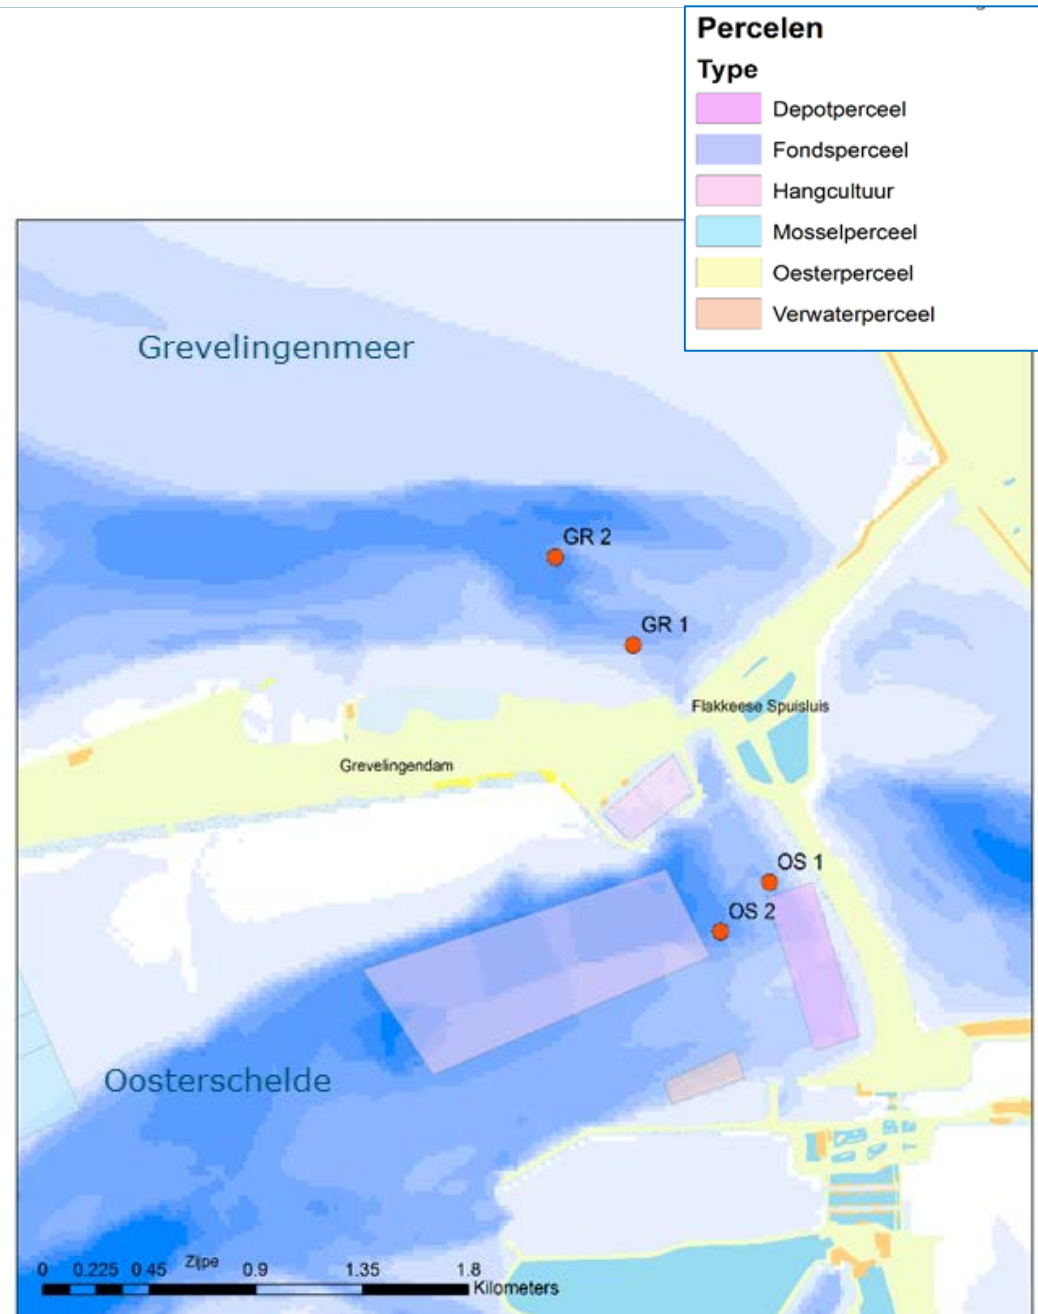 Percelen
Type
Depotperceel
Fondsperceel
Hangcultuur
Mosselperceel
Oesterperceel
Verwaterperceel
Grevelingenmeer
GR 2
GR 1
Flakkeese Spuisluis
Grevelingendam
OS 1
OS 2
Oosterschelde
Zijpe
0 0.225 0.45 0.9 1.35 1.8
Kilometers